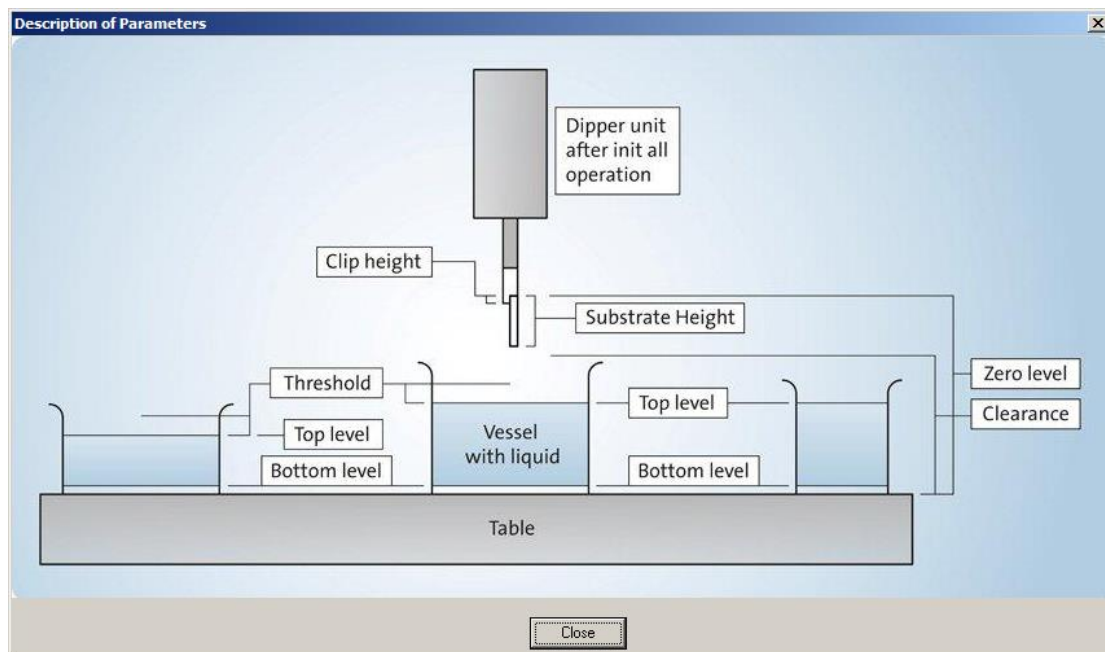 Description of Parameters
Dipper unit
after init all
operation
Clip height
Substrate Height
Threshold
Zero level
Top level
Clearance
Top level
Vessel
with liquid
Bottom level
Bottom level
Table
Close